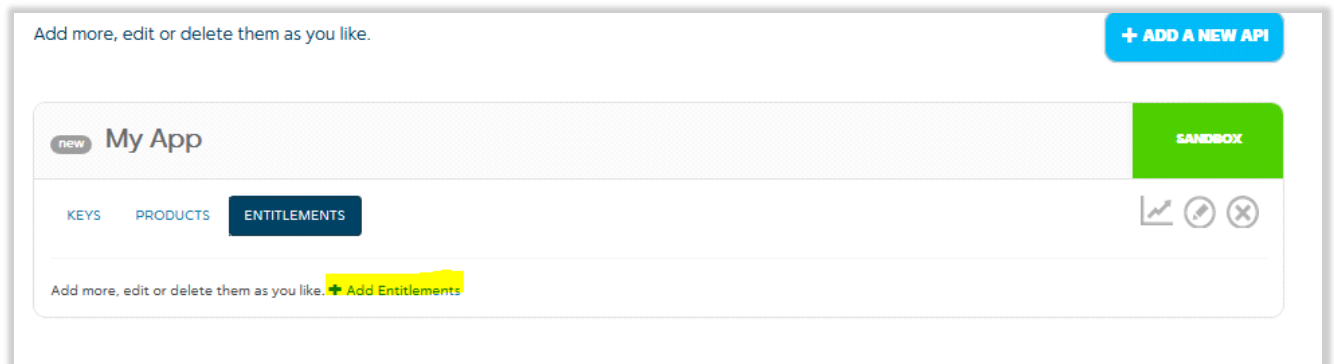 Add more, edit or delete them as you like.
+ ADD A NEW API
new My App
SANDBOX
KEYS PRODUCTS ENTITLEMENTS
Add more, edit or delete them as you like. + Add Entitlements